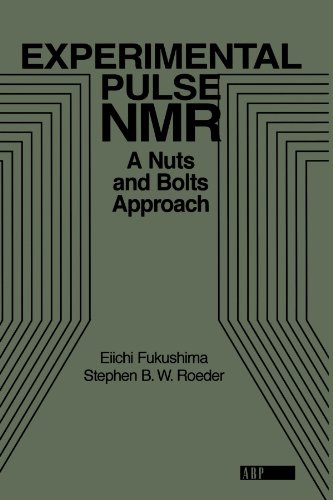 EXPERIMENTAL
PULSE
NMR
A Nuts
and Bolts
Approach
Eiichi Fukushima
Stephen B. W. Roeder
ABP